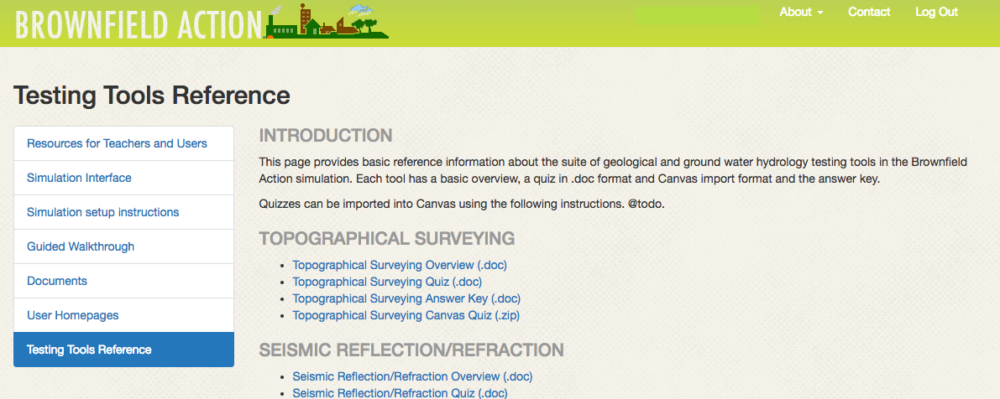 BROWNFIELD ACTION
About
Contact
Log Out
Testing Tools Reference
Resources for Teachers and Users
Simulation Interface
Simulation setup instructions
Guided Walkthrough
Documents
User Homepages
Testing Tools Reference
INTRODUCTION
This page provides basic reference information about the suite of geological and ground water hydrology testing tools in the Brownfield
Action simulation. Each tool has a basic overview, a quiz in .doc format and Canvas import format and the answer key.
Quizzes can be imported into Canvas using the following instructions. @todo.
TOPOGRAPHICAL SURVEYING
Topographical Surveying Overview (.doc)
Topographical Surveying Quiz (.doc)
Topographical Surveying Answer Key (.doc)
Topographical Surveying Canvas Quiz (.zip)
SEISMIC REFLECTION/REFRACTION
Seismic Reflection/Refraction Overview (.doc)
Seismic Reflection/Refraction Quiz (.doc)